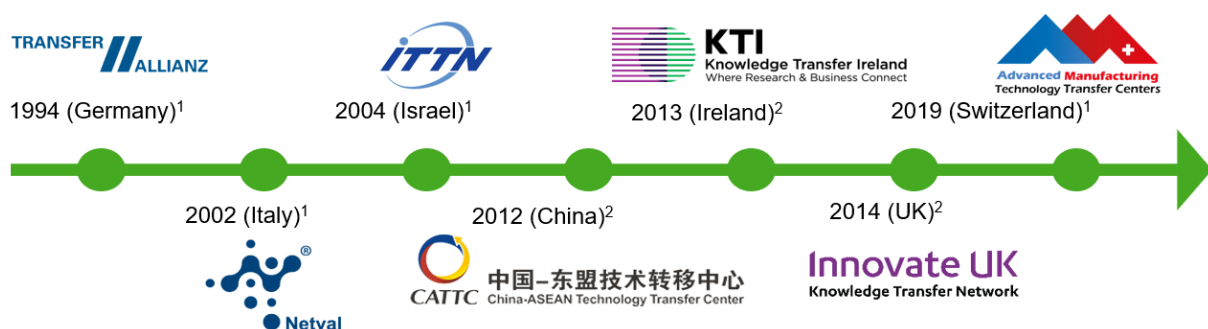 TRANSFER
ALLIANZ
1994 (Germany)¹
ITTN
2004 (Israel)¹
KTI
Knowledge Transfer Ireland
Where Research & Business Connect
2013 (Ireland)²
Advanced Manufacturing
Technology Transfer Centers
2019 (Switzerland)¹
2002 (Italy)¹
®
Netval
2012 (China)²
CATTC
中国-东盟技术转移中心
China-ASEAN Technology Transfer Center
2014 (UK)²
Innovate UK
Knowledge Transfer Network